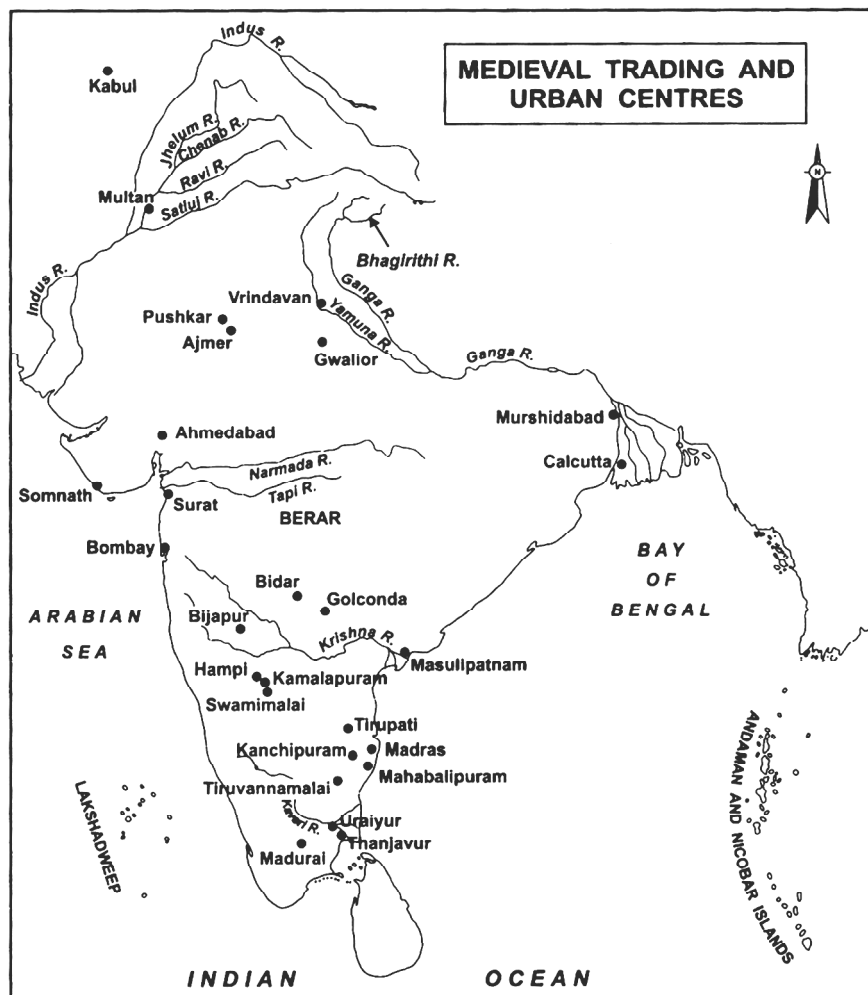 MEDIEVAL TRADING AND
URBAN CENTRES
Indus R.
Kabul
Jhelum R.
Chenab R.
Ravi R.
Multan
Satluj R.
N
Bhagirithi R.
Indus R.
Ganga R.
Vrindavan
Yamuna R.
Pushkar
Ajmer
Gwalior
Ganga R.
Murshidabad
Ahmedabad
Calcutta
Narmada R.
Somnath
Tapi R.
Surat
BERAR
Bombay
BAY
OF
BENGAL
Bidar
Golconda
ARABIAN
SEA
Bijapur
Krishna R.
Masulipatnam
Hampi
Kamalapuram
Swamimalai
Tirupati
Kanchipuram
Madras
Mahabalipuram
Tiruvannamalai
LAKSHADWEEP
ANDAMAN AND NICOBAR ISLANDS
Kaveri R.
Uraiyur
Thanjavur
Madurai
INDIAN OCEAN